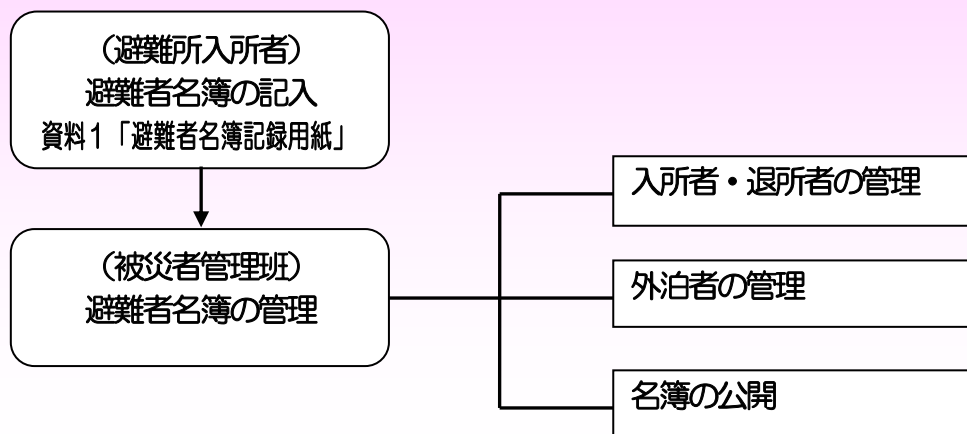 （避難所入所者）
避難者名簿の記入
資料１「避難者名簿記録用紙」
（被災者管理班）
避難者名簿の管理
入所者・退所者の管理
外泊者の管理
名簿の公開